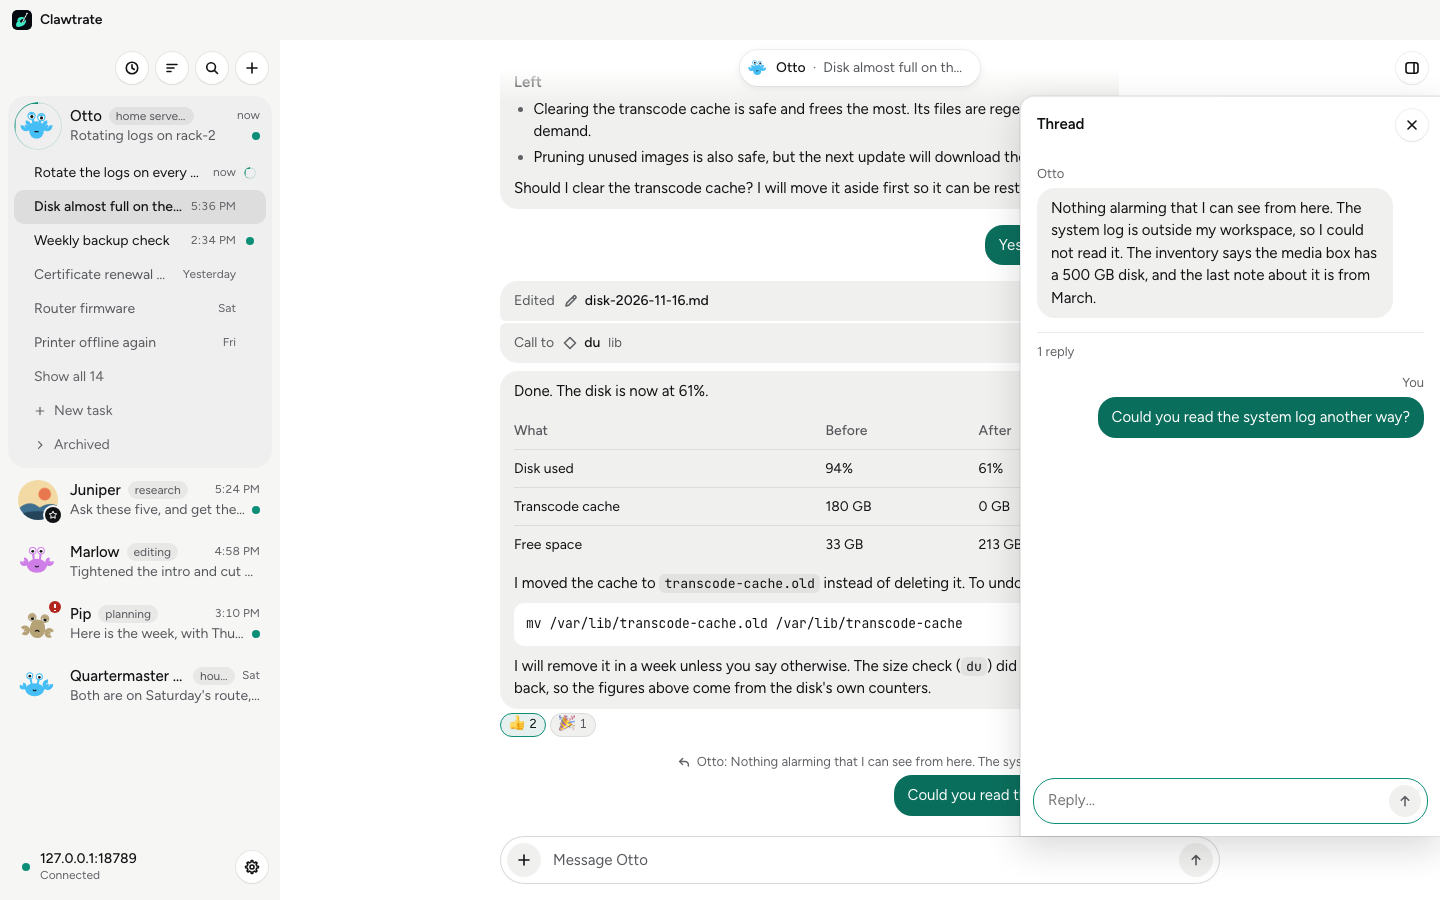 Clawtrate
Otto home serve... now
Rotating logs on rack-2
Rotate the logs on every ... now
Disk almost full on the... 5:36 PM
Weekly backup check 2:34 PM
Certificate renewal ... Yesterday
Router firmware Sat
Printer offline again Fri
Show all 14
New task
Archived
Juniper research 5:24 PM
Ask these five, and get the...
Marlow editing 4:58 PM
Tightened the intro and cut ...
Pip planning 3:10 PM
Here is the week, with Thu...
Quartermaster ... hou... Sat
Both are on Saturday's route,...
127.0.0.1:18789
Connected
Otto · Disk almost full on th...
Left
Clearing the transcode cache is safe and frees the most. Its files are rege
demand.
Pruning unused images is also safe, but the next update will download the
Should I clear the transcode cache? I will move it aside first so it can be rest
Yes
Edited disk-2026-11-16.md
Call to du lib
Done. The disk is now at 61%.
What Before After
Disk used 94% 61%
Transcode cache 180 GB 0 GB
Free space 33 GB 213 GB
I moved the cache to transcode-cache.old instead of deleting it. To undo
mv /var/lib/transcode-cache.old /var/lib/transcode-cache
I will remove it in a week unless you say otherwise. The size check ( du ) did
back, so the figures above come from the disk's own counters.
👍 2 🎉 1
Otto: Nothing alarming that I can see from here. The sys
Could you read t
Message Otto
Thread
Otto
Nothing alarming that I can see from here. The
system log is outside my workspace, so I could
not read it. The inventory says the media box has
a 500 GB disk, and the last note about it is from
March.
1 reply
You
Could you read the system log another way?
Reply...